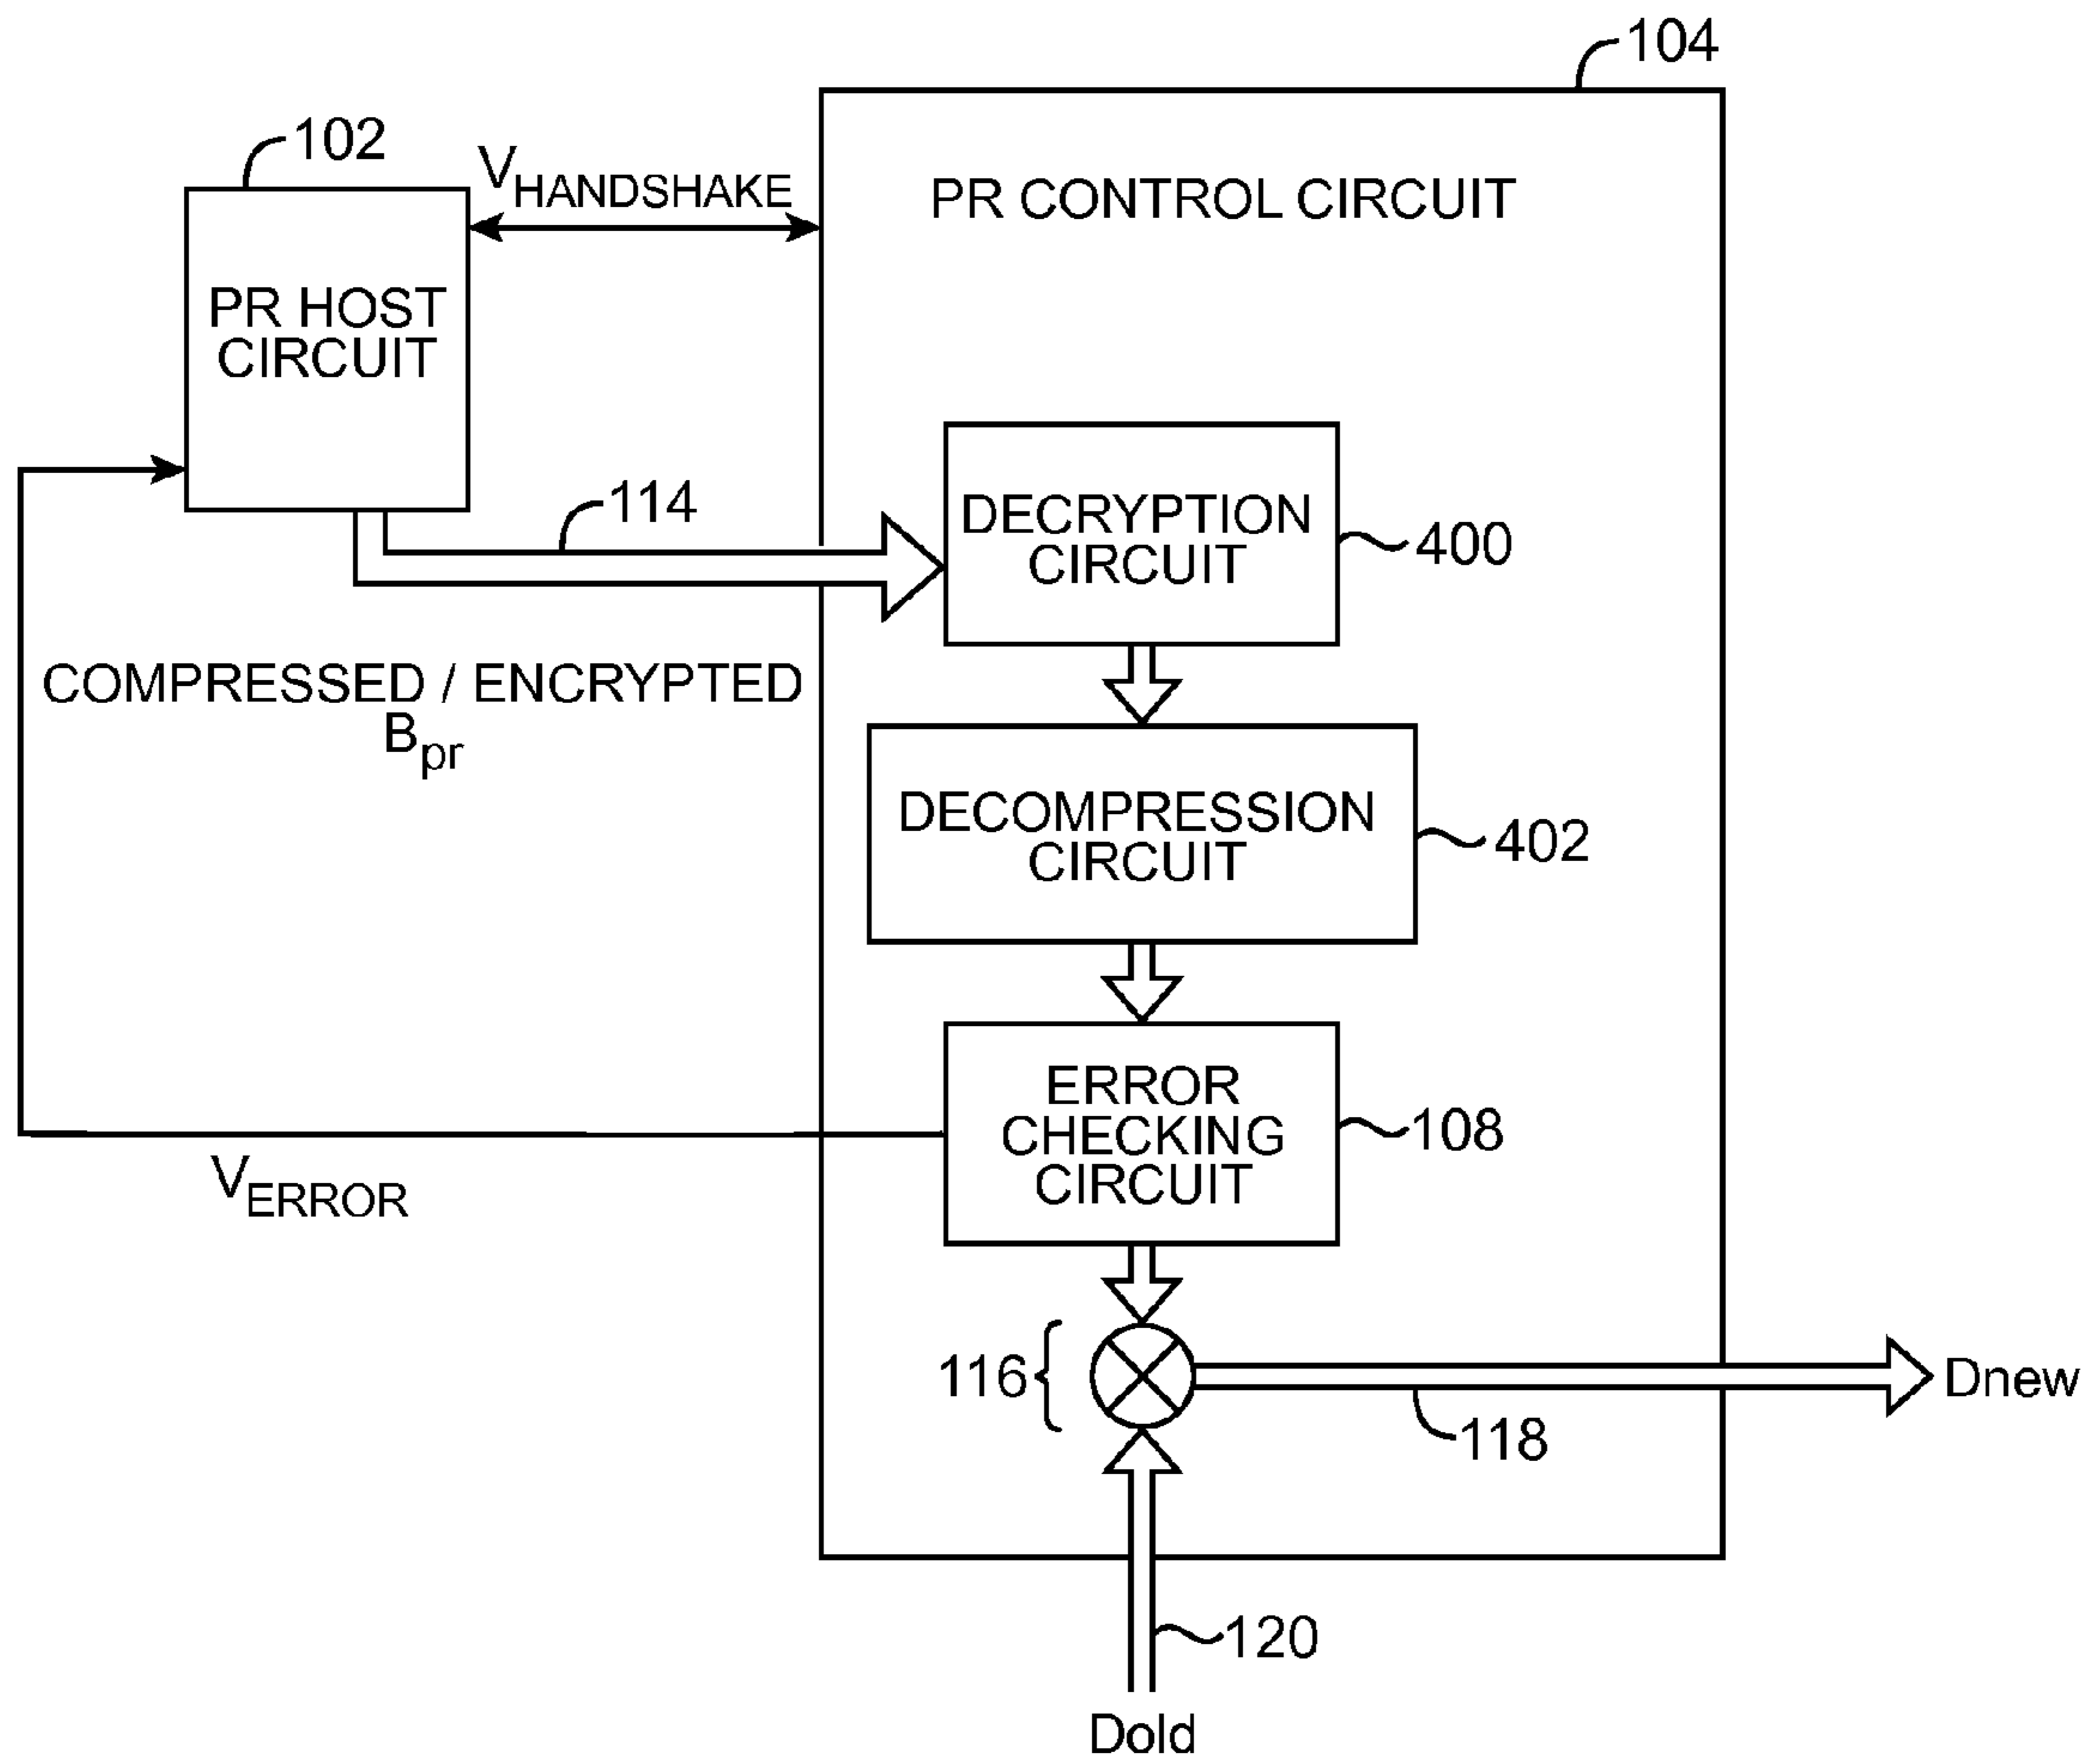 104
102
VHANDSHAKE
PR CONTROL CIRCUIT
PR HOST
CIRCUIT
114
DECRYPTION
CIRCUIT
400
COMPRESSED / ENCRYPTED
Bpr
DECOMPRESSION
CIRCUIT
402
ERROR
CHECKING
CIRCUIT
108
VERROR
116
Dnew
118
120
Dold